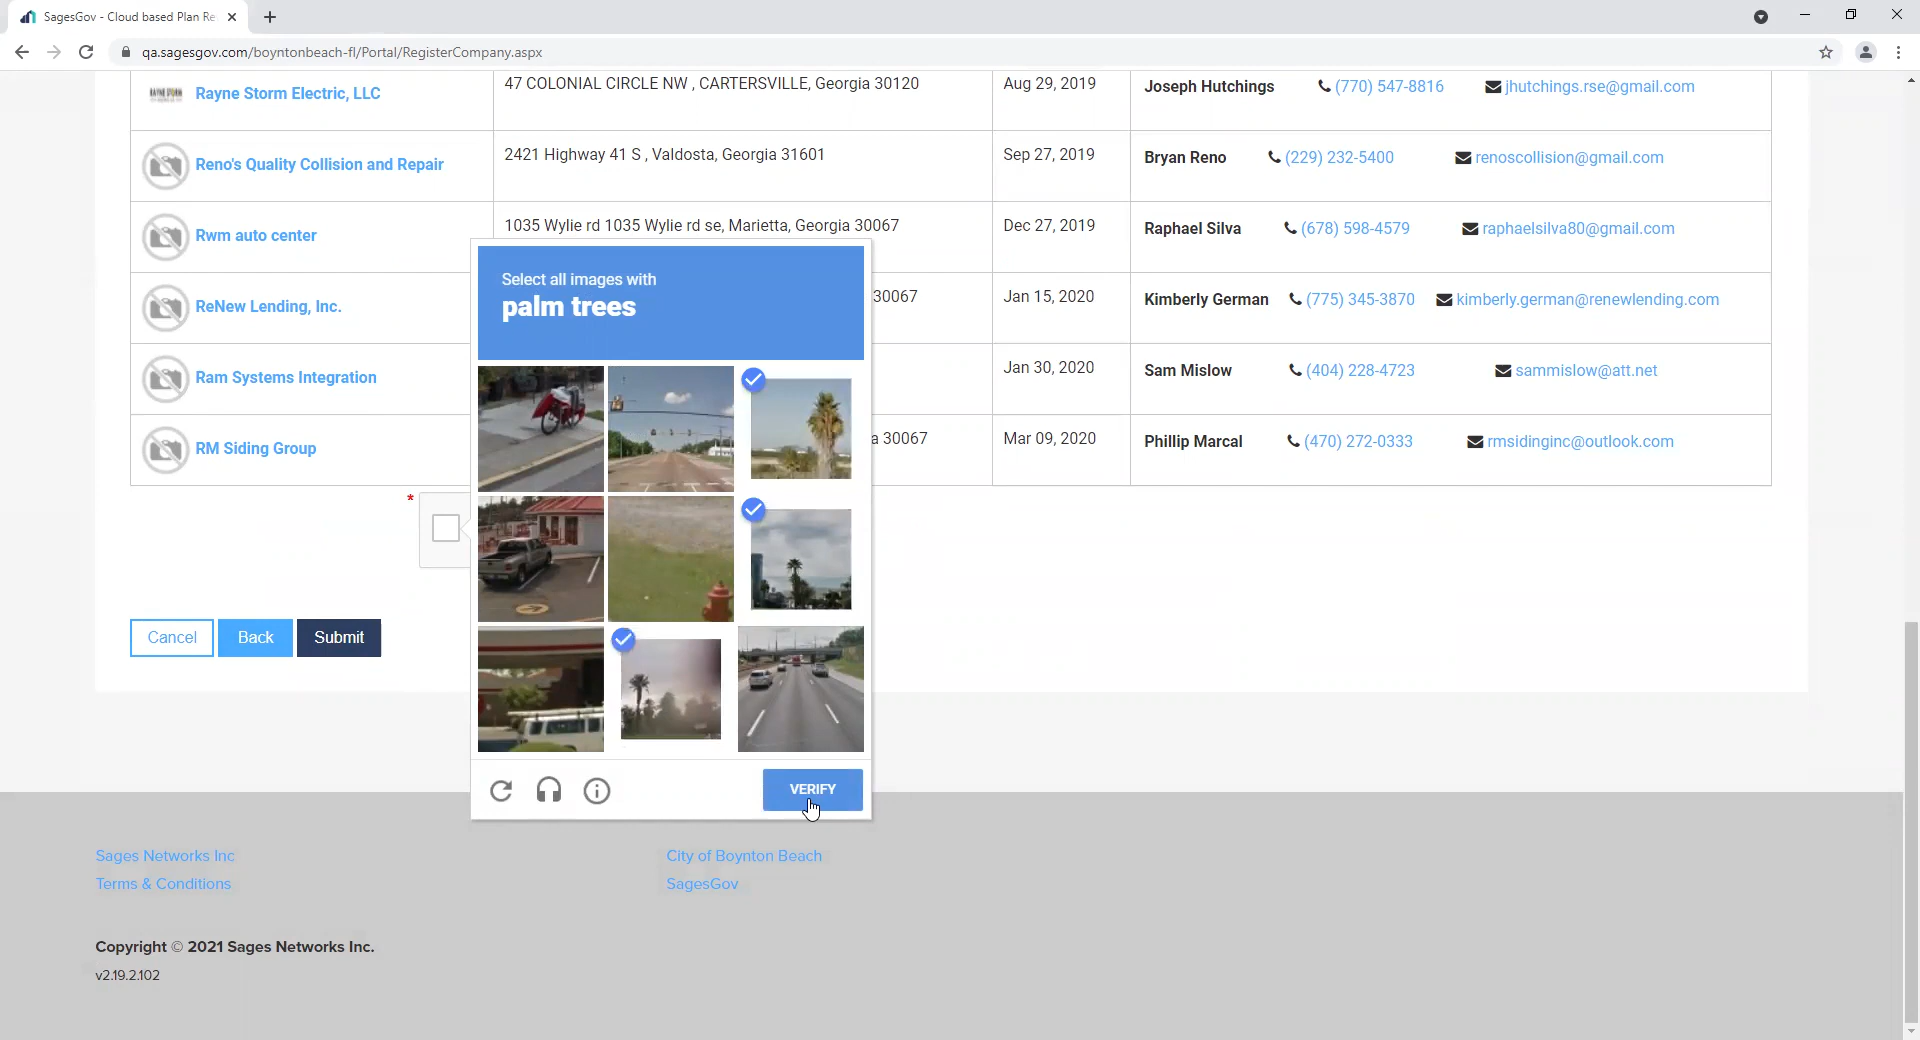 SagesGov - Cloud based Plan Re
qa.sagesgov.com/boyntonbeach-fl/Portal/RegisterCompany.aspx
Rayne Storm Electric, LLC 47 COLONIAL CIRCLE NW , CARTERSVILLE, Georgia 30120 Aug 29, 2019 Joseph Hutchings (770) 547-8816 jhutchings.rse@gmail.com
Reno's Quality Collision and Repair 2421 Highway 41 S , Valdosta, Georgia 31601 Sep 27, 2019 Bryan Reno (229) 232-5400 renoscollision@gmail.com
Rwm auto center 1035 Wylie rd 1035 Wylie rd se, Marietta, Georgia 30067 Dec 27, 2019 Raphael Silva (678) 598-4579 raphaelsilva80@gmail.com
ReNew Lending, Inc. 30067 Jan 15, 2020 Kimberly German (775) 345-3870 kimberly.german@renewlending.com
Ram Systems Integration Jan 30, 2020 Sam Mislow (404) 228-4723 sammislow@att.net
RM Siding Group a 30067 Mar 09, 2020 Phillip Marcal (470) 272-0333 rmsidinginc@outlook.com
Select all images with
palm trees
*
Cancel Back Submit
VERIFY
Sages Networks Inc City of Boynton Beach
Terms & Conditions SagesGov
Copyright © 2021 Sages Networks Inc.
v2.19.2.102